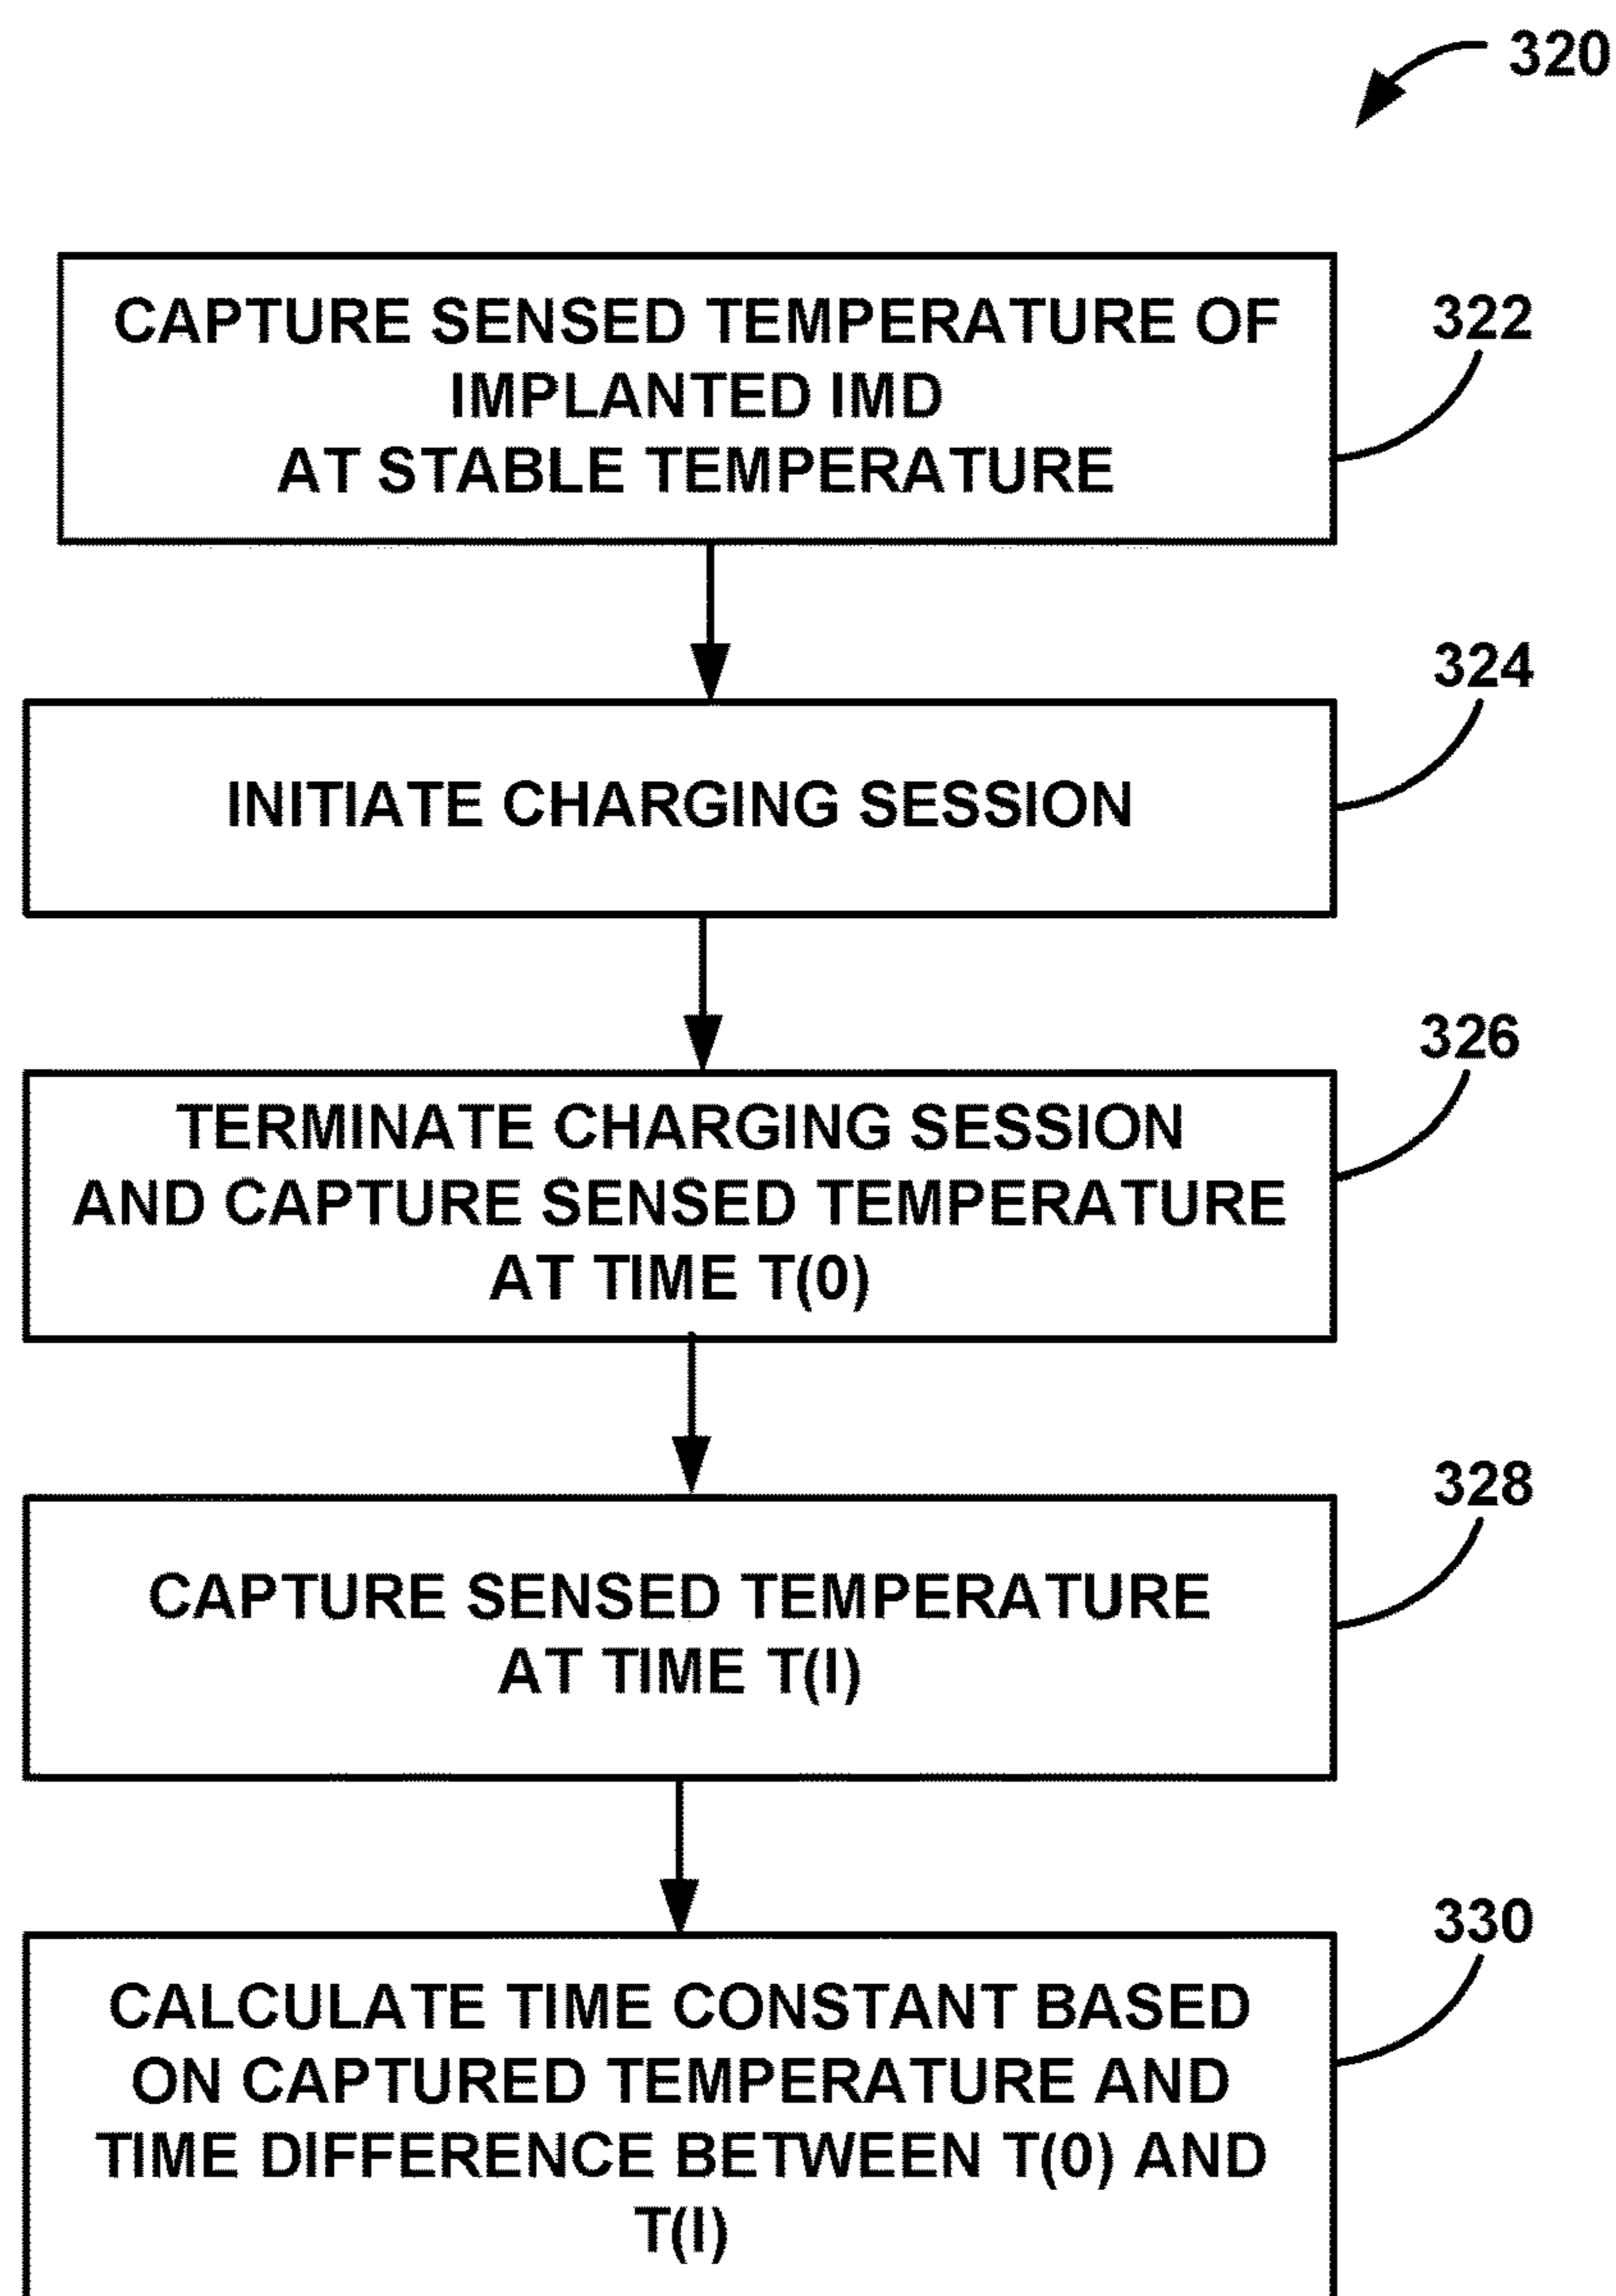 320
CAPTURE SENSED TEMPERATURE OF
IMPLANTED IMD
AT STABLE TEMPERATURE
322
INITIATE CHARGING SESSION
324
TERMINATE CHARGING SESSION
AND CAPTURE SENSED TEMPERATURE
AT TIME T(0)
326
CAPTURE SENSED TEMPERATURE
AT TIME T(I)
328
CALCULATE TIME CONSTANT BASED
ON CAPTURED TEMPERATURE AND
TIME DIFFERENCE BETWEEN T(0) AND
T(I)
330